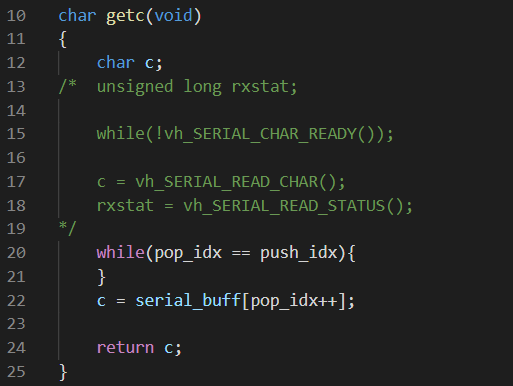 10 char getc(void)
11 {
12     char c;
13 /*  unsigned long rxstat;
14
15     while(!vh_SERIAL_CHAR_READY());
16
17     c = vh_SERIAL_READ_CHAR();
18     rxstat = vh_SERIAL_READ_STATUS();
19 */
20     while(pop_idx == push_idx){
21     }
22     c = serial_buff[pop_idx++];
23
24     return c;
25 }